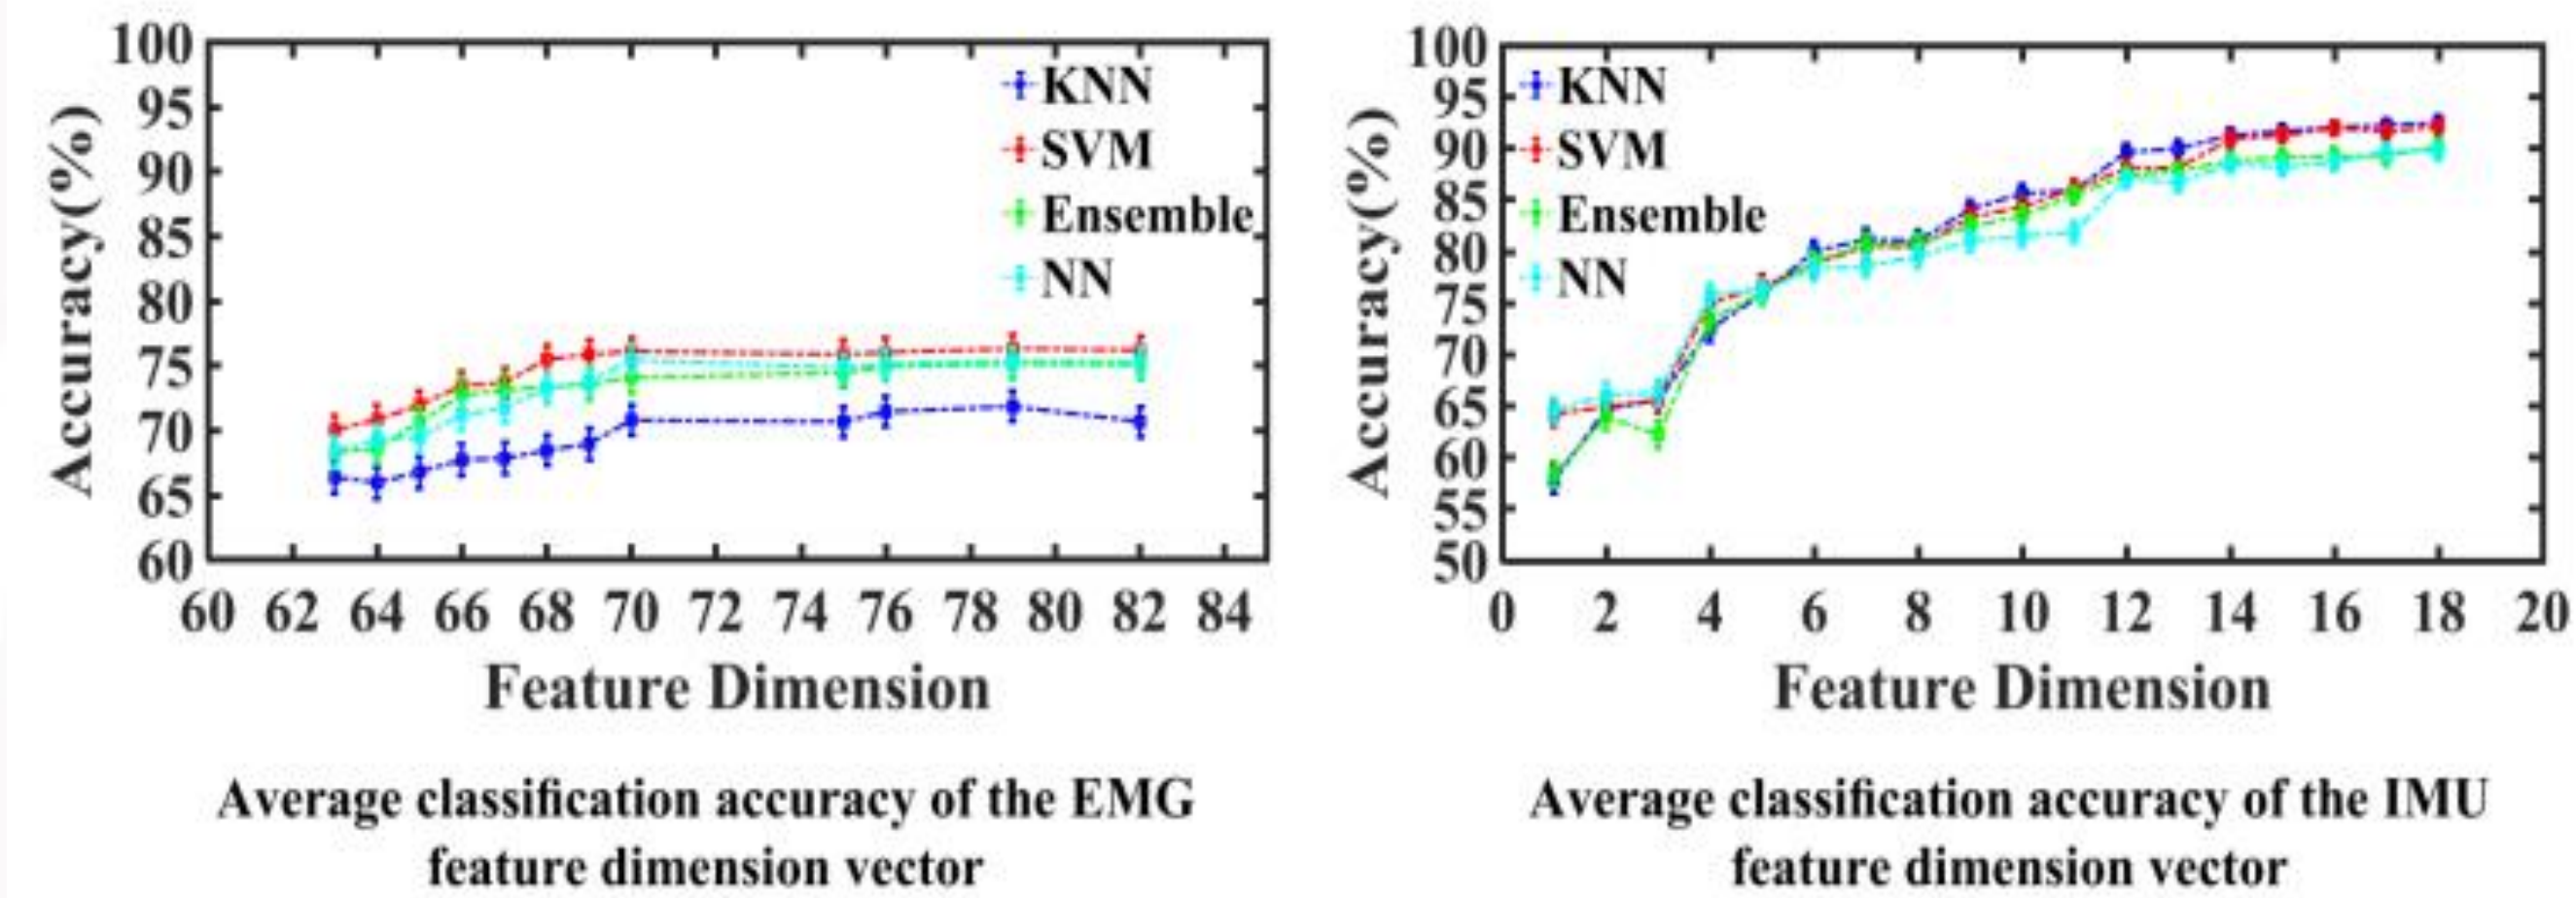 100
95
90
85
80
75
70
65
60
Accuracy(%)
KNN
SVM
Ensemble
NN
60 62 64 66 68 70 72 74 76 78 80 82 84
Feature Dimension
Average classification accuracy of the EMG
feature dimension vector
100
95
90
85
80
75
70
65
60
55
50
Accuracy(%)
KNN
SVM
Ensemble
NN
0 2 4 6 8 10 12 14 16 18 20
Feature Dimension
Average classification accuracy of the IMU
feature dimension vector